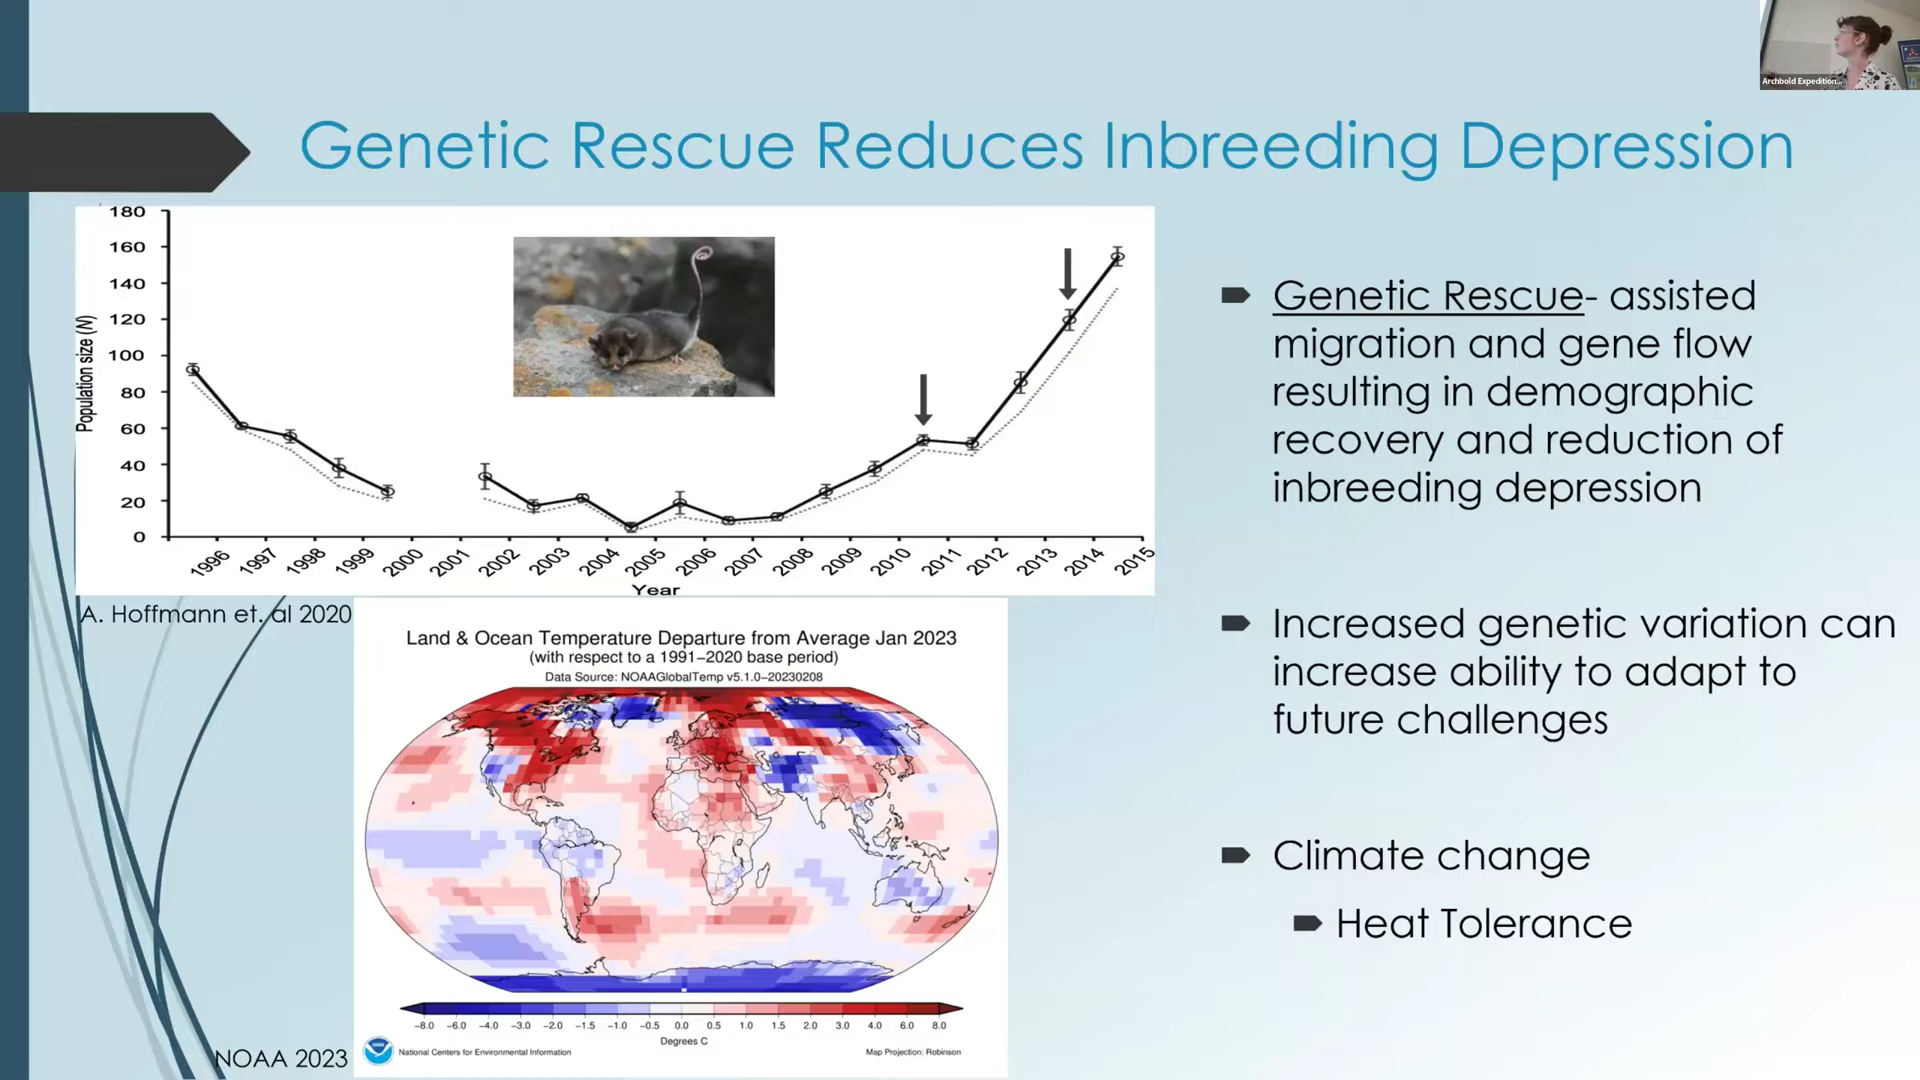 Archbold Expedition...
Genetic Rescue Reduces Inbreeding Depression
180
160
140
120
100
80
60
40
20
0
Population size (N)
1996
1997
1998
1999
2000
2001
2002
2003
2004
2005
2006
2007
2008
2009
2010
2011
2012
2013
2014
2015
Year
A. Hoffmann et. al 2020
Land & Ocean Temperature Departure from Average Jan 2023
(with respect to a 1991–2020 base period)
Data Source: NOAAGlobalTemp v5.1.0–20230208
-8.0 -6.0 -4.0 -3.0 -2.0 -1.5 -1.0 -0.5 0.0 0.5 1.0 1.5 2.0 3.0 4.0 6.0 8.0
Degrees C
National Centers for Environmental Information
Map Projection: Robinson
NOAA 2023
Genetic Rescue- assisted
migration and gene flow
resulting in demographic
recovery and reduction of
inbreeding depression
Increased genetic variation can
increase ability to adapt to
future challenges
Climate change
Heat Tolerance